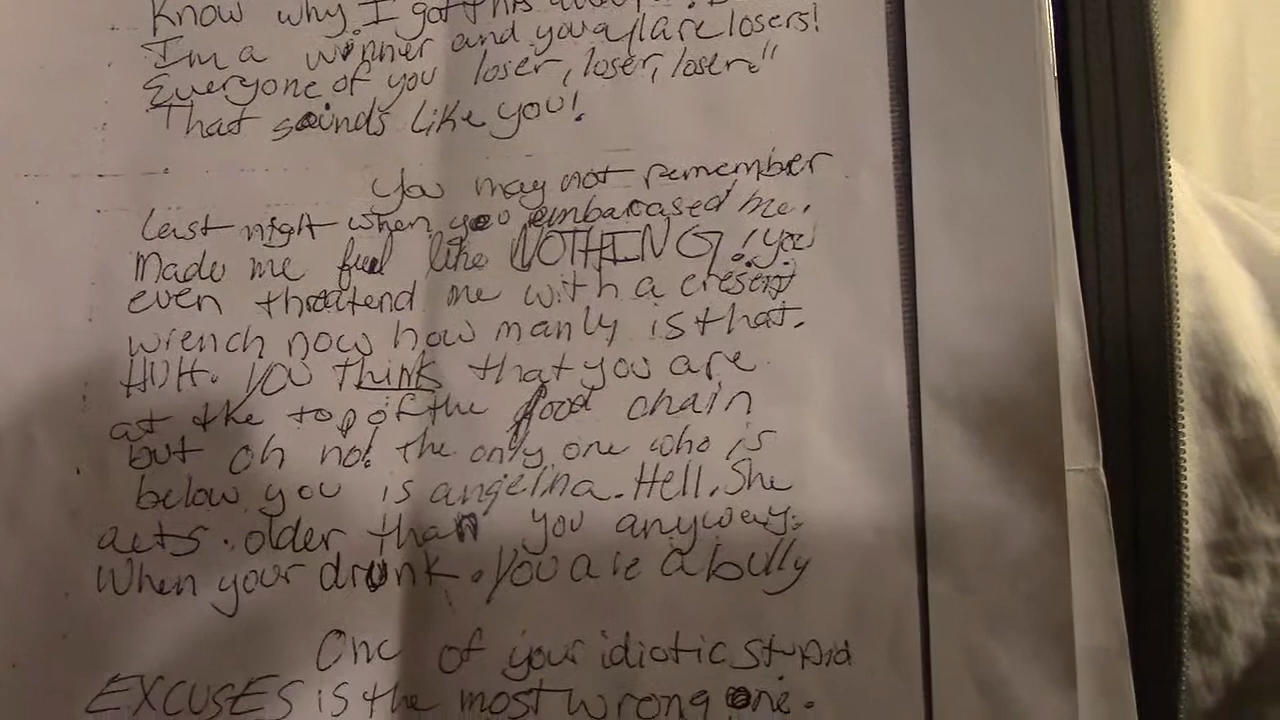 Know why I got this
I'm a winner and you all are losers!
Everyone of you loser, loser, loser."
That sounds like you!
You may not remember
last night when you embaracased me.
Made me fuel like NOTHING! you
even threatend me with a cresent
wrench now how manly is that.
HUH. YOU think that you are
at the top of the food chain
but oh no! the only one who is
below you is angelina. Hell. She
acts. older than you anyway.
When your drunk. You are a bully
One of your idiotic stupid
EXCUSES is the most wrong one.